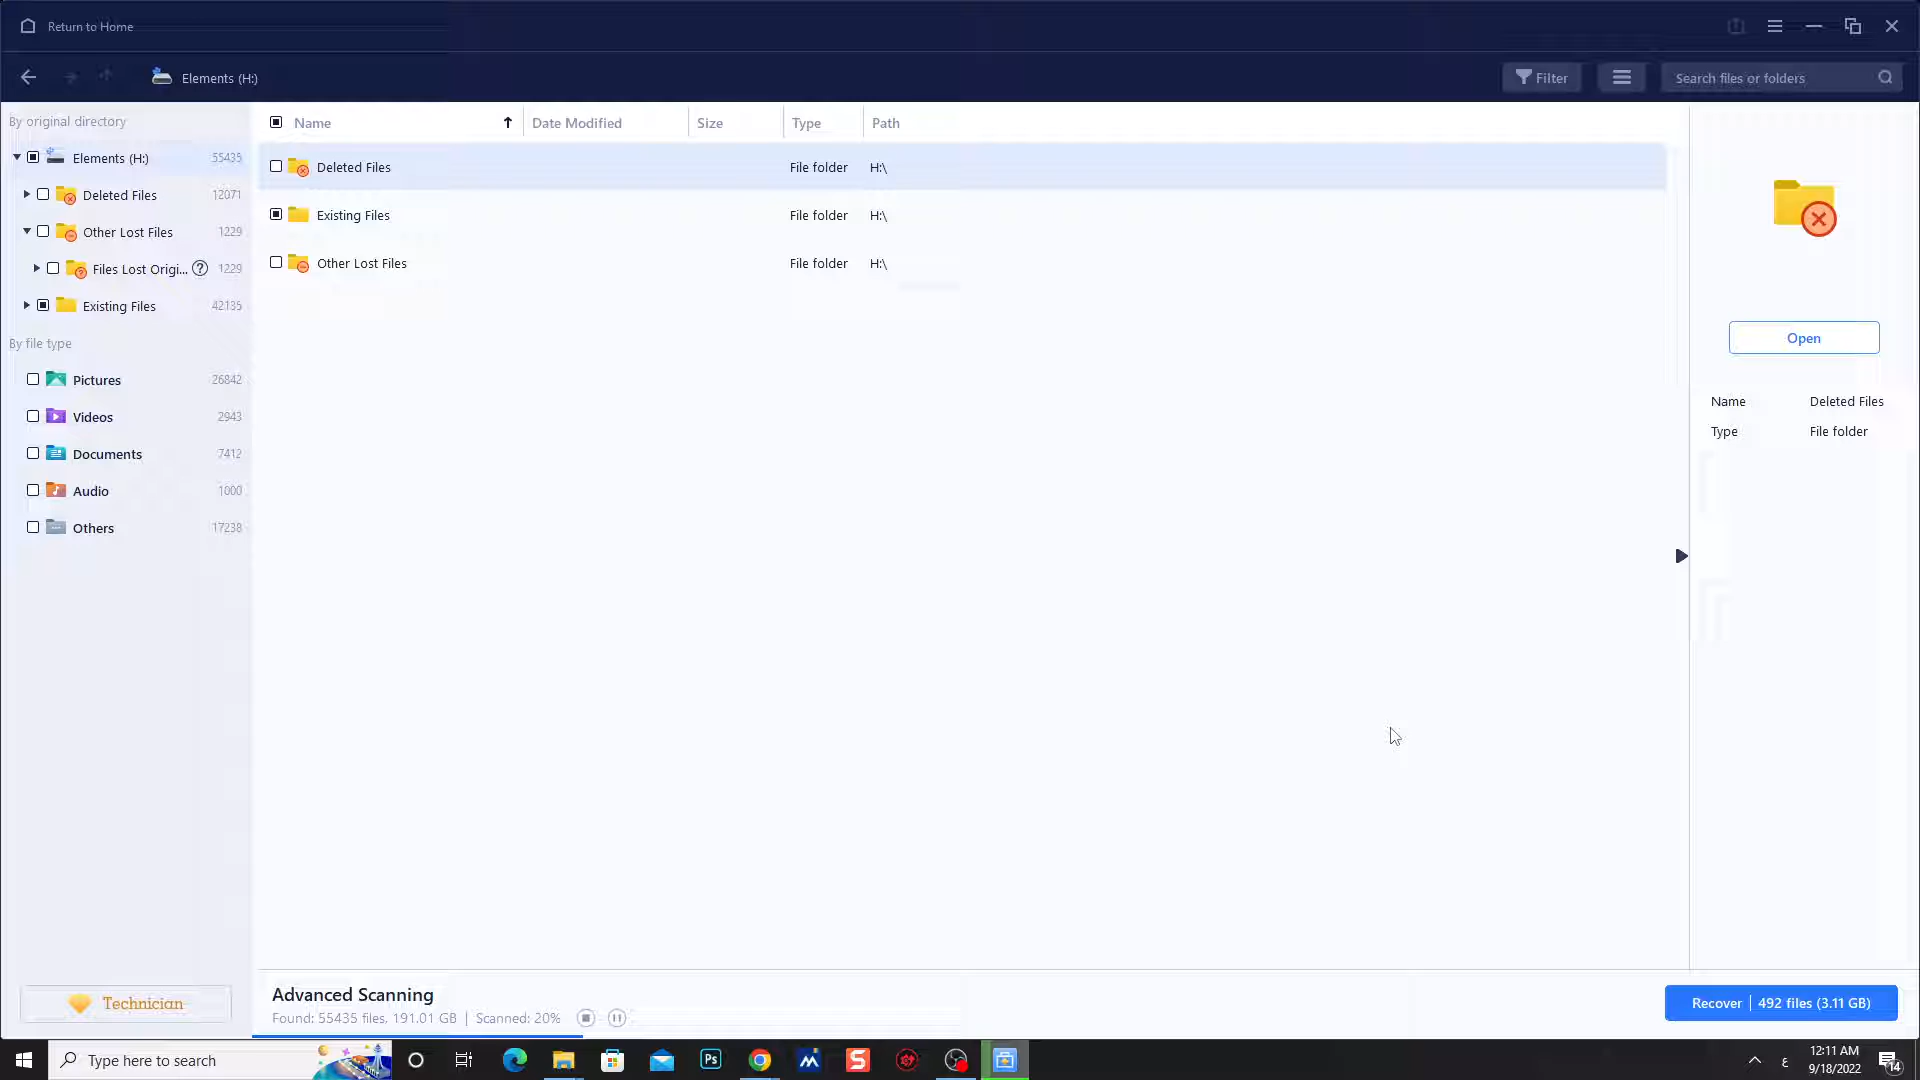 Return to Home
Elements (H:)
Filter
Search files or folders
By original directory
Elements (H:) 55435
Deleted Files 12071
Other Lost Files 1229
Files Lost Origi... ? 1229
Existing Files 42135
By file type
Pictures 26842
Videos 2943
Documents 7412
Audio 1000
Others 17238
Technician
Name Date Modified Size Type Path
Deleted Files File folder H:\
Existing Files File folder H:\
Other Lost Files File folder H:\
Open
Name Deleted Files
Type File folder
Advanced Scanning
Found: 55435 files, 191.01 GB | Scanned: 20%
Recover | 492 files (3.11 GB)
Type here to search
Ps
S
ع
12:11 AM
9/18/2022
14